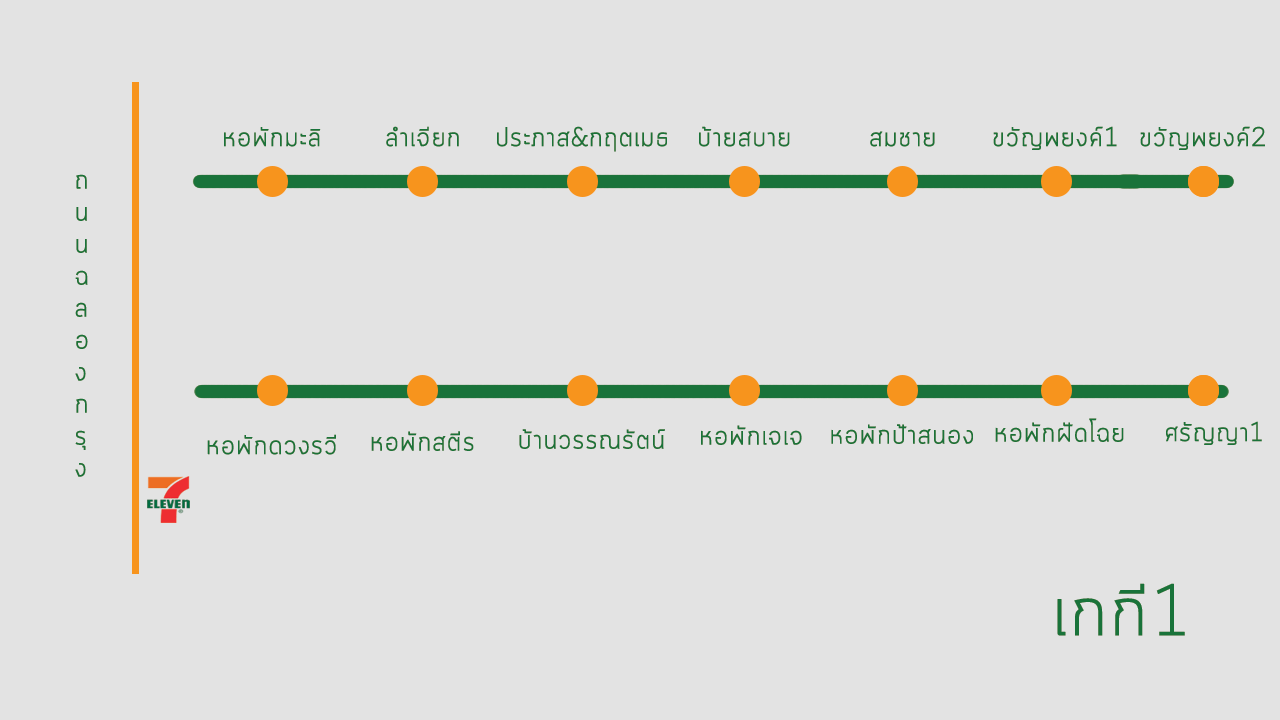 หอพักมะลิ ลำเจียก ประภาส&กฤตเมธ บ้ายสบาย สมชาย ขวัญพยงค์1 ขวัญพยงค์2
ถนนฉลองกรุง
หอพักดวงรวี หอพักสตีร บ้านวรรณรัตน์ หอพักเจเจ หอพักป้าสนอง หอพักฝัดโฉย ศรัญญา1
7
ELEVEN
®
เกกี1